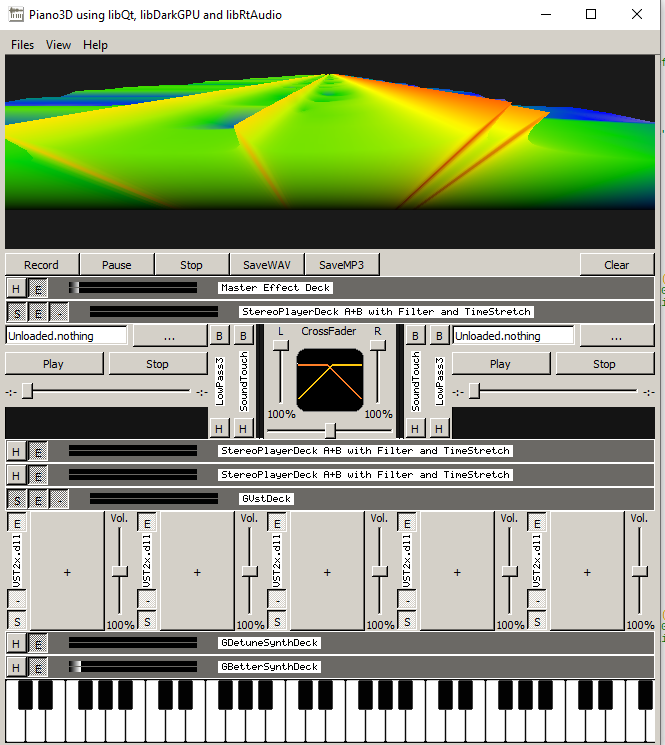 Piano3D using libQt, libDarkGPU and libRtAudio
Files View Help
Record Pause Stop SaveWAV SaveMP3 Clear
H E Master Effect Deck
S E - StereoPlayerDeck A+B with Filter and TimeStretch
Unloaded.nothing ... B B L CrossFader R B B Unloaded.nothing ...
Play Stop LowPass3 SoundTouch SoundTouch LowPass3 Play Stop
-:- -:- -:- -:-
100% 100%
H H H H
H E StereoPlayerDeck A+B with Filter and TimeStretch
H E StereoPlayerDeck A+B with Filter and TimeStretch
S E - GVstDeck
E Vol. E Vol. E Vol. E Vol. E Vol.
VST2x.dll + VST2x.dll + VST2x.dll + VST2x.dll + VST2x.dll +
- - - - -
S 100% S 100% S 100% S 100% S 100%
H E GDetuneSynthDeck
H E GBetterSynthDeck